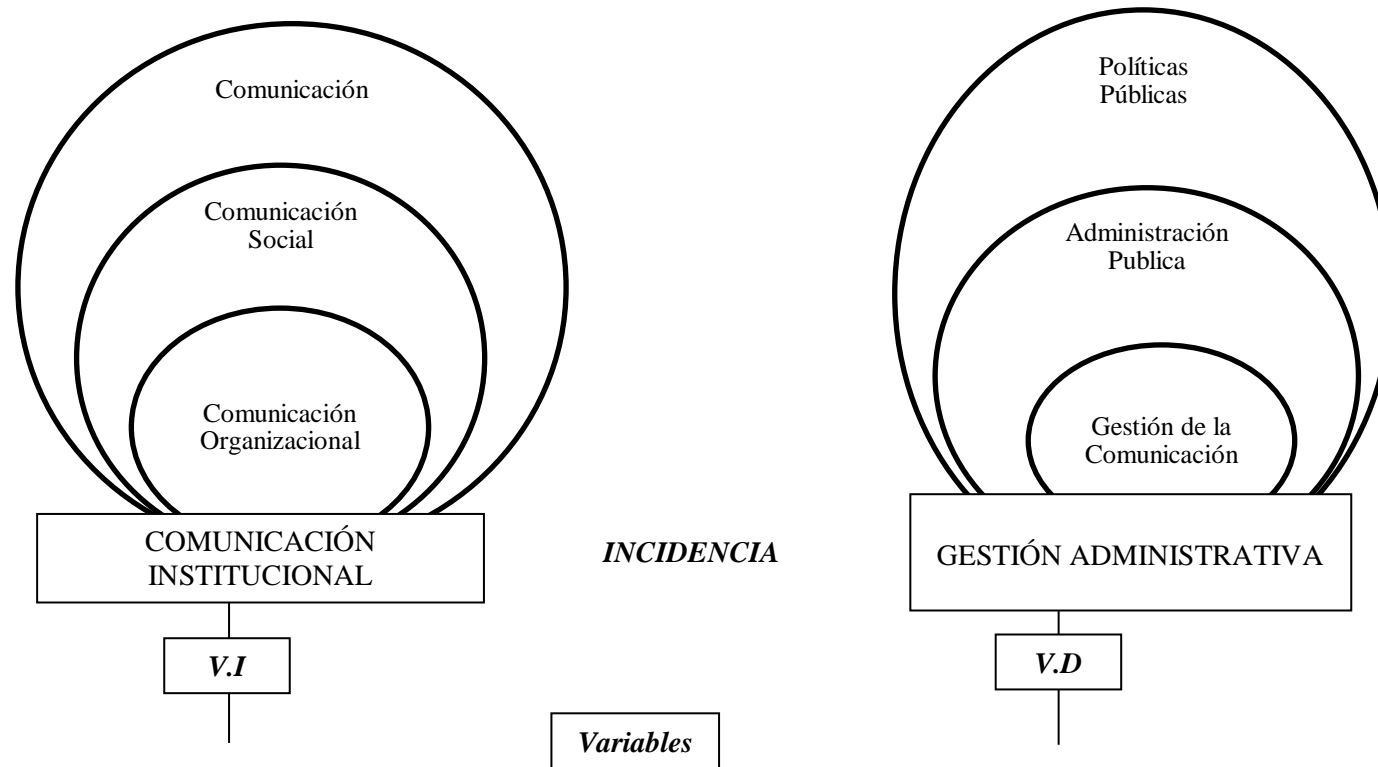 Comunicación
Comunicación
Social
Comunicación
Organizacional
COMUNICACIÓN
INSTITUCIONAL
V.I
INCIDENCIA
Políticas
Públicas
Administración
Publica
Gestión de la
Comunicación
GESTIÓN ADMINISTRATIVA
V.D
Variables